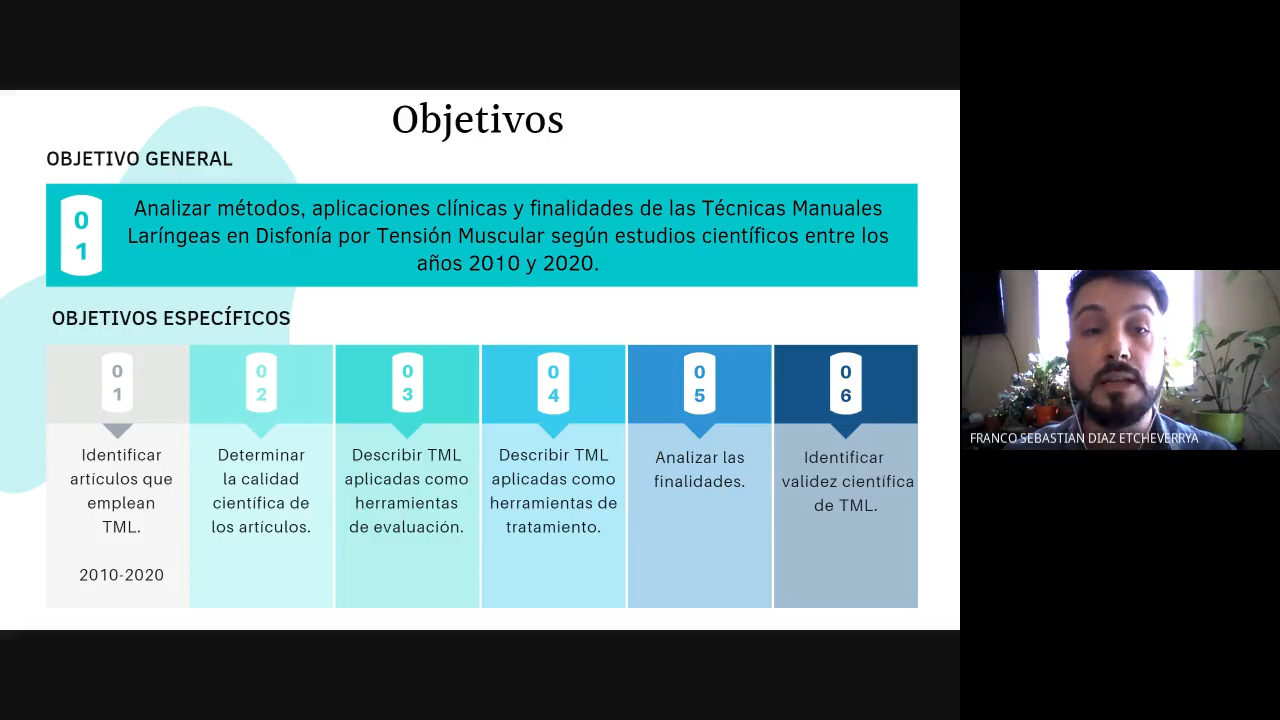 Objetivos
OBJETIVO GENERAL
0
1
Analizar métodos, aplicaciones clínicas y finalidades de las Técnicas Manuales
Laríngeas en Disfonía por Tensión Muscular según estudios científicos entre los
años 2010 y 2020.
OBJETIVOS ESPECÍFICOS
0
1
Identificar
artículos que
emplean
TML.
2010-2020
0
2
Determinar
la calidad
científica de
los artículos.
0
3
Describir TML
aplicadas como
herramientas
de evaluación.
0
4
Describir TML
aplicadas como
herramientas de
tratamiento.
0
5
Analizar las
finalidades.
0
6
Identificar
validez científica
de TML.
FRANCO SEBASTIAN DIAZ ETCHEVERRYA